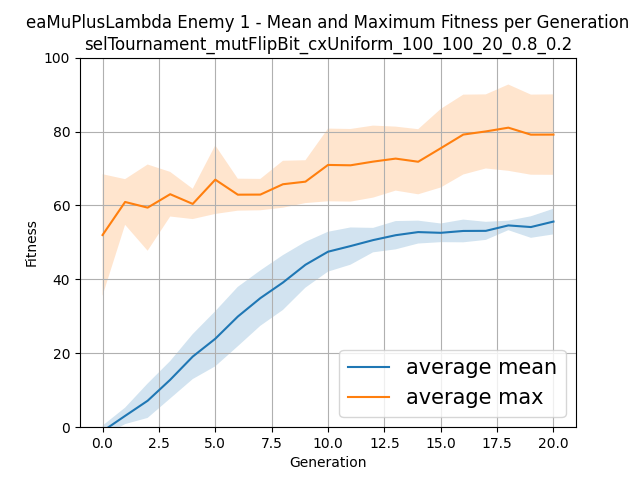 eaMuPlusLambda Enemy 1 - Mean and Maximum Fitness per Generation
selTournament_mutFlipBit_cxUniform_100_100_20_0.8_0.2
100
80
60
40
20
0
Fitness
average mean
average max
0.0 2.5 5.0 7.5 10.0 12.5 15.0 17.5 20.0
Generation